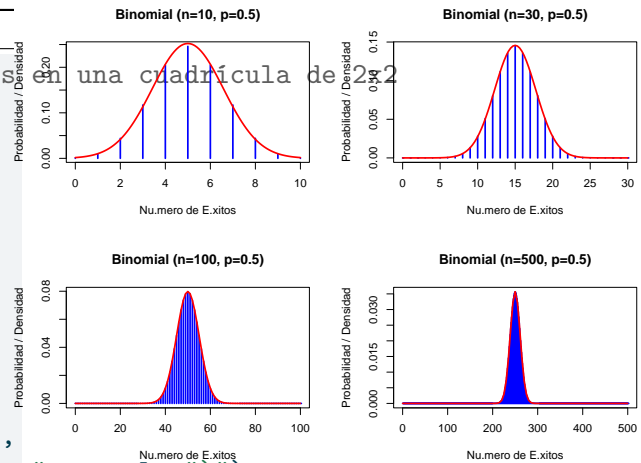 Binomial (n=10, p=0.5)
Probabilidad / Densidad
0.00 0.10 0.20
0 2 4 6 8 10
Nu.mero de E.xitos
Binomial (n=30, p=0.5)
Probabilidad / Densidad
0.00 0.05 0.15
0 5 10 15 20 25 30
Nu.mero de E.xitos
s en una cuadrícula de 2x2
Binomial (n=100, p=0.5)
Probabilidad / Densidad
0.00 0.04 0.08
0 20 40 60 80 100
Nu.mero de E.xitos
Binomial (n=500, p=0.5)
Probabilidad / Densidad
0.000 0.015 0.030
0 100 200 300 400 500
Nu.mero de E.xitos
,